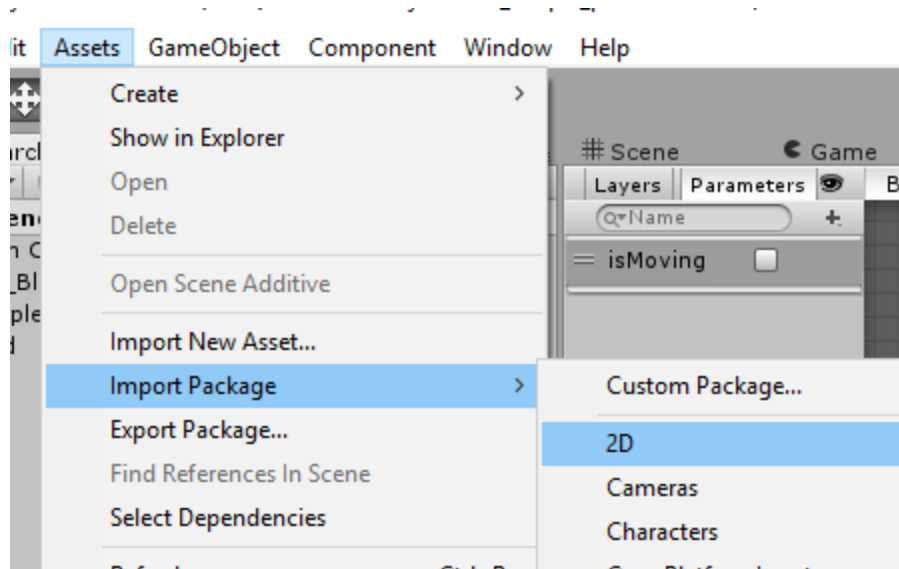 Assets GameObject Component Window Help
Create
Show in Explorer
Open
Delete
Open Scene Additive
Import New Asset...
Import Package
Export Package...
Find References In Scene
Select Dependencies
Custom Package...
2D
Cameras
Characters
Scene Game
Layers Parameters
Name
isMoving